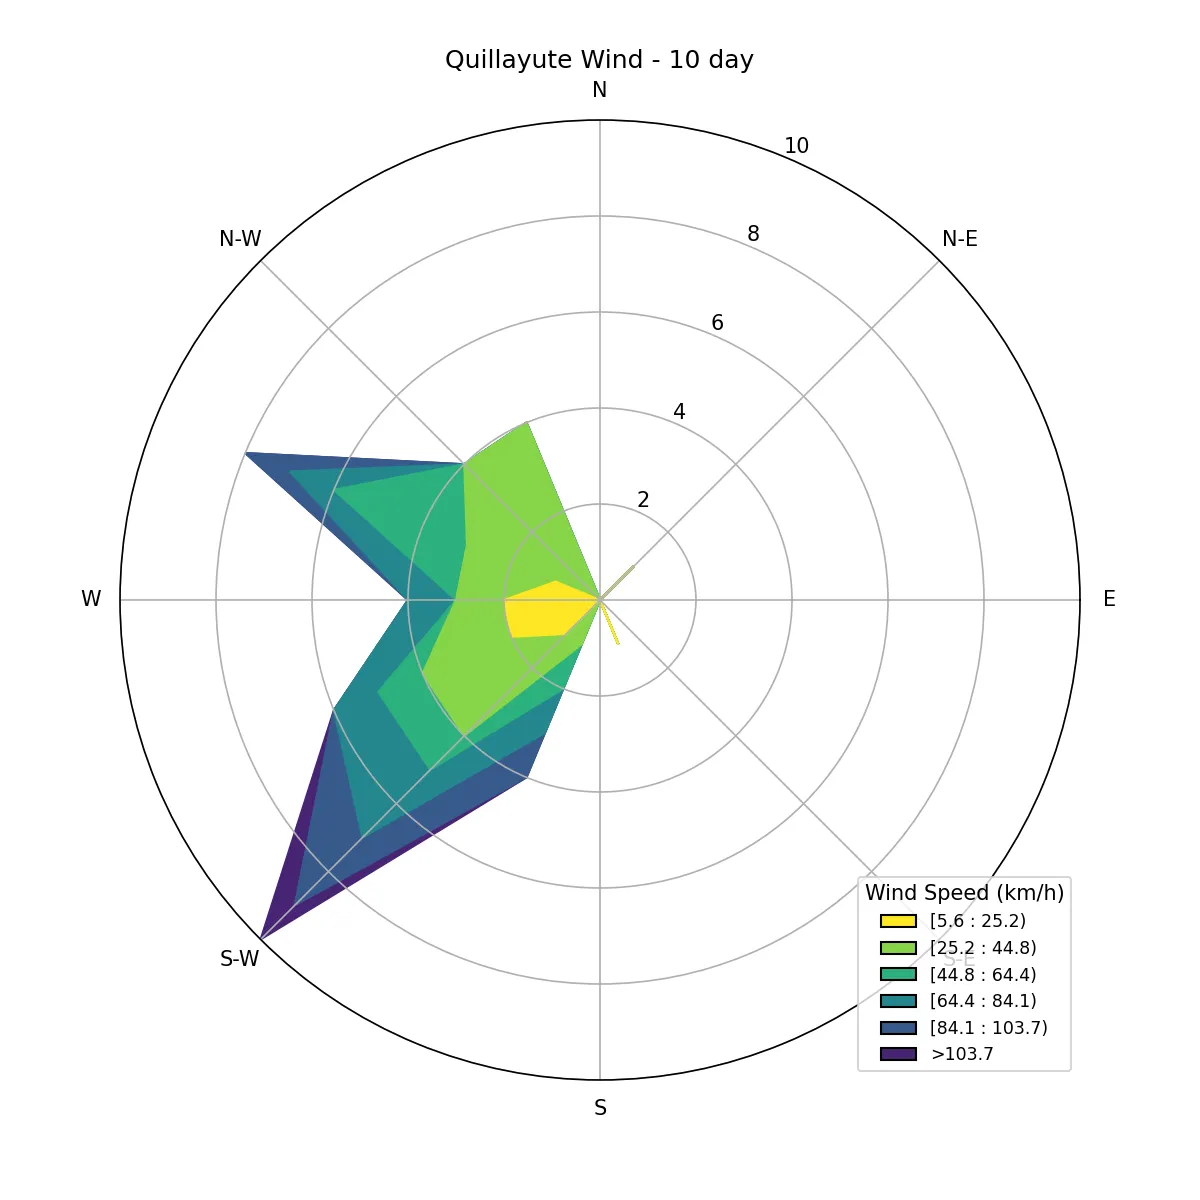 Quillayute Wind - 10 day
N
10
N-W
8
N-E
6
4
2
W
E
S-W
S-E
S
Wind Speed (km/h)
[5.6 : 25.2)
[25.2 : 44.8)
[44.8 : 64.4)
[64.4 : 84.1)
[84.1 : 103.7)
>103.7